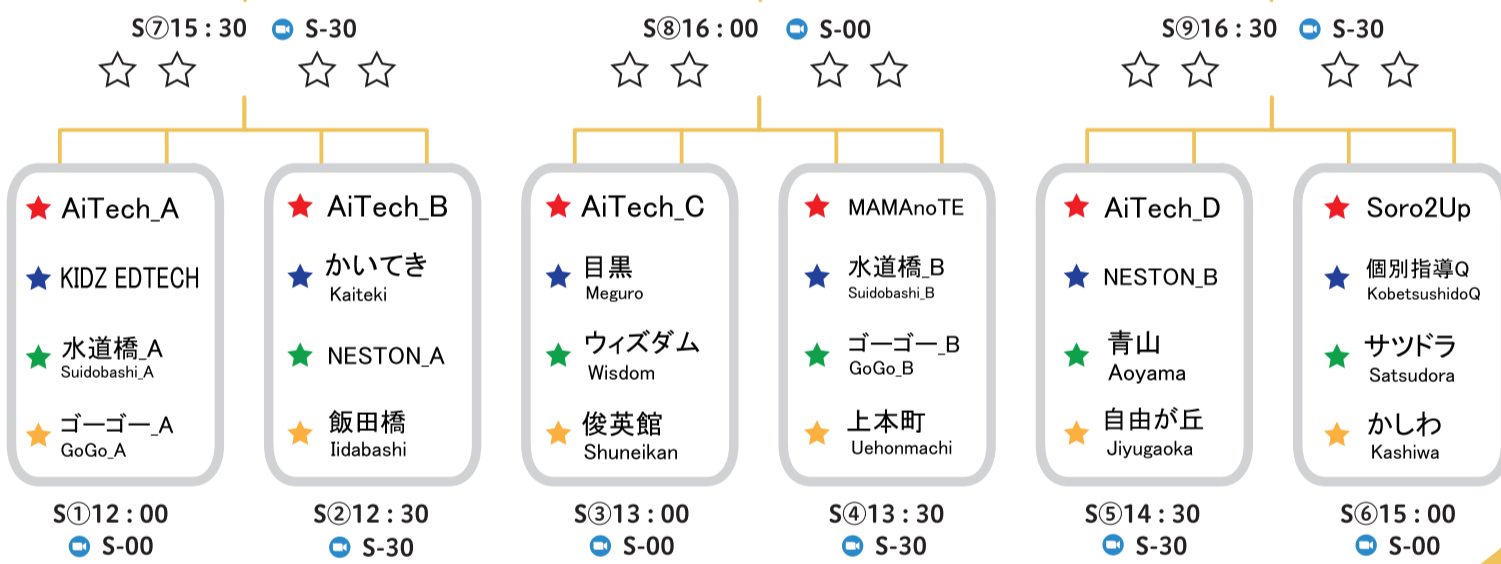 S⑦15:30 S-30
S⑧16:00 S-00
S⑨16:30 S-30
AiTech_A
KIDZ EDTECH
水道橋_A
Suidobashi_A
ゴーゴー_A
GoGo_A
S①12:00
S-00
AiTech_B
かいてき
Kaiteki
NESTON_A
飯田橋
Iidabashi
S②12:30
S-30
AiTech_C
目黒
Meguro
ウィズダム
Wisdom
俊英館
Shuneikan
S③13:00
S-00
MAMAnoTE
水道橋_B
Suidobashi_B
ゴーゴー_B
GoGo_B
上本町
Uehonmachi
S④13:30
S-30
AiTech_D
NESTON_B
青山
Aoyama
自由が丘
Jiyugaoka
S⑤14:30
S-30
Soro2Up
個別指導Q
KobetsushidoQ
サツドラ
Satsudora
かしわ
Kashiwa
S⑥15:00
S-00